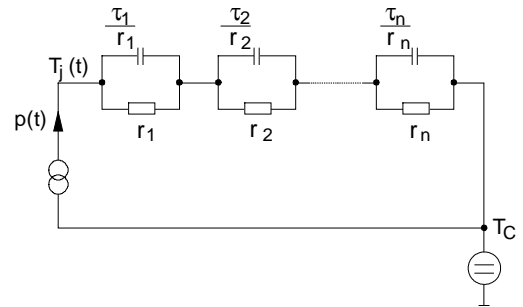 τ1
r1
τ2
r2
τn
rn
Tj(t)
r1
r2
rn
p(t)
TC